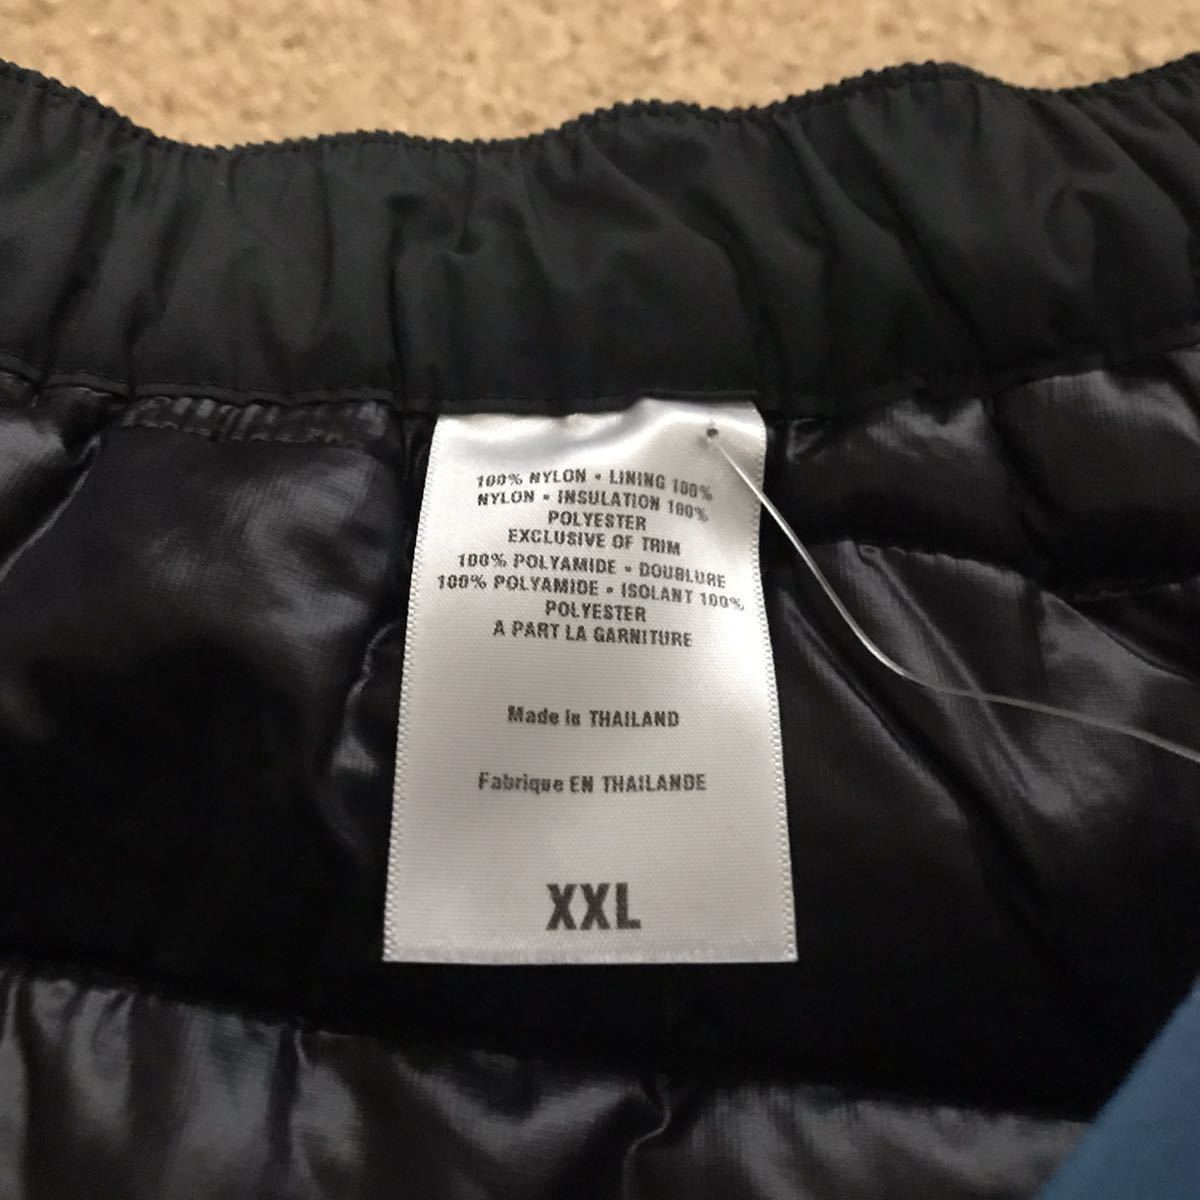 100% NYLON • LINING 100%
NYLON • INSULATION 100%
POLYESTER
EXCLUSIVE OF TRIM
100% POLYAMIDE • DOUBLURE
100% POLYAMIDE • ISOLANT 100%
POLYESTER
A PART LA GARNITURE
Made in THAILAND
Fabrique EN THAILANDE
XXL